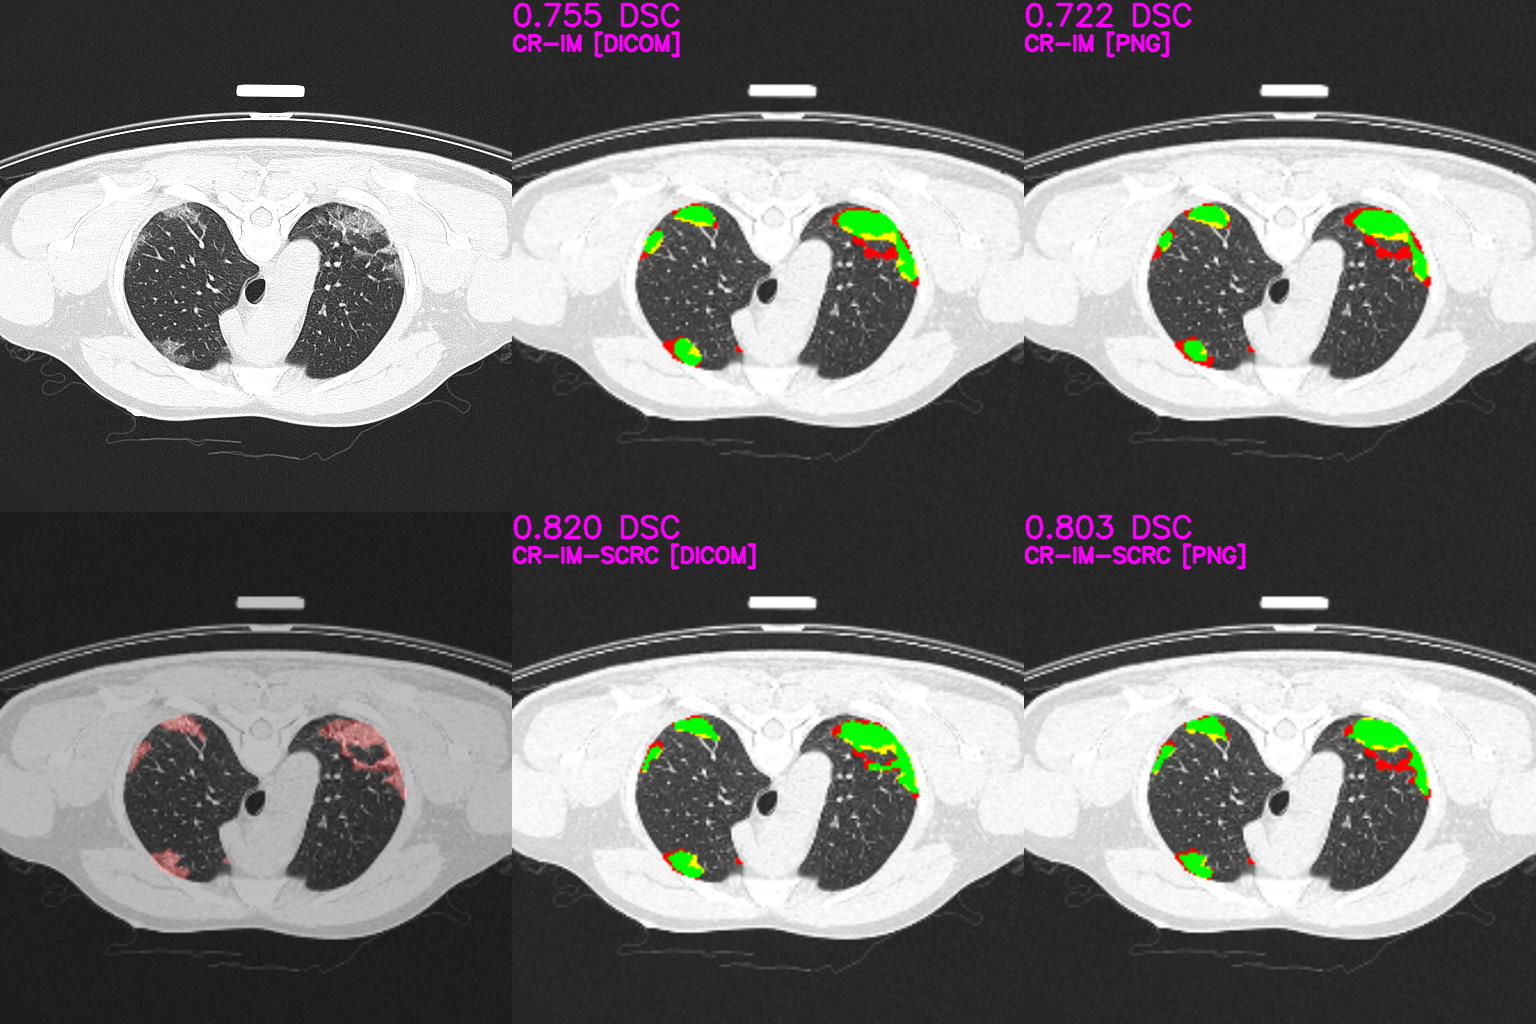 0.755 DSC
CR-IM [DICOM]
0.722 DSC
CR-IM [PNG]
0.820 DSC
CR-IM-SCRC [DICOM]
0.803 DSC
CR-IM-SCRC [PNG]